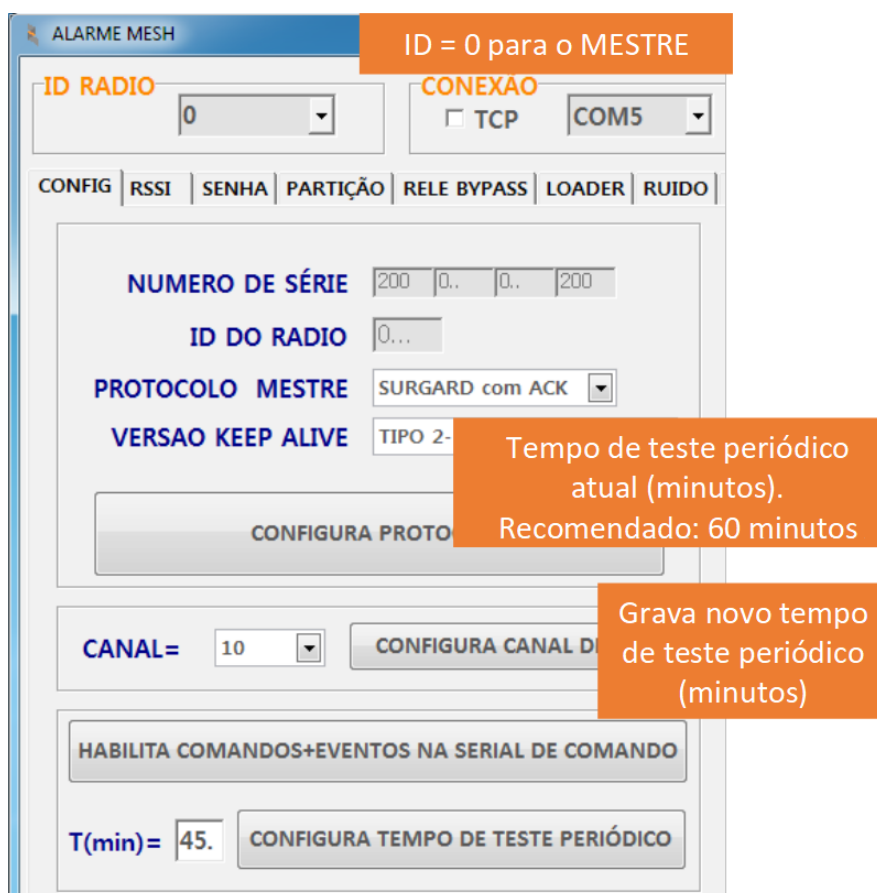 ALARME MESH
ID = 0 para o MESTRE
ID RADIO
0
CONEXÃO
TCP
COM5
CONFIG RSSI SENHA PARTIÇÃO RELE BYPASS LOADER RUIDO
NUMERO DE SÉRIE 200 0.. 0.. 200
ID DO RADIO 0...
PROTOCOLO MESTRE SURGARD com ACK
VERSAO KEEP ALIVE TIPO 2-
Tempo de teste periódico
atual (minutos).
Recomendado: 60 minutos
CONFIGURA PROTO
Grava novo tempo
de teste periódico
(minutos)
CANAL= 10 CONFIGURA CANAL D
HABILITA COMANDOS+EVENTOS NA SERIAL DE COMANDO
T(min)= 45. CONFIGURA TEMPO DE TESTE PERIÓDICO